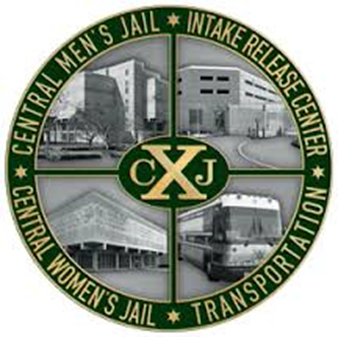 CENTRAL MEN'S JAIL
INTAKE RELEASE CENTER
CXJ
CENTRAL WOMEN'S JAIL
TRANSPORTATION